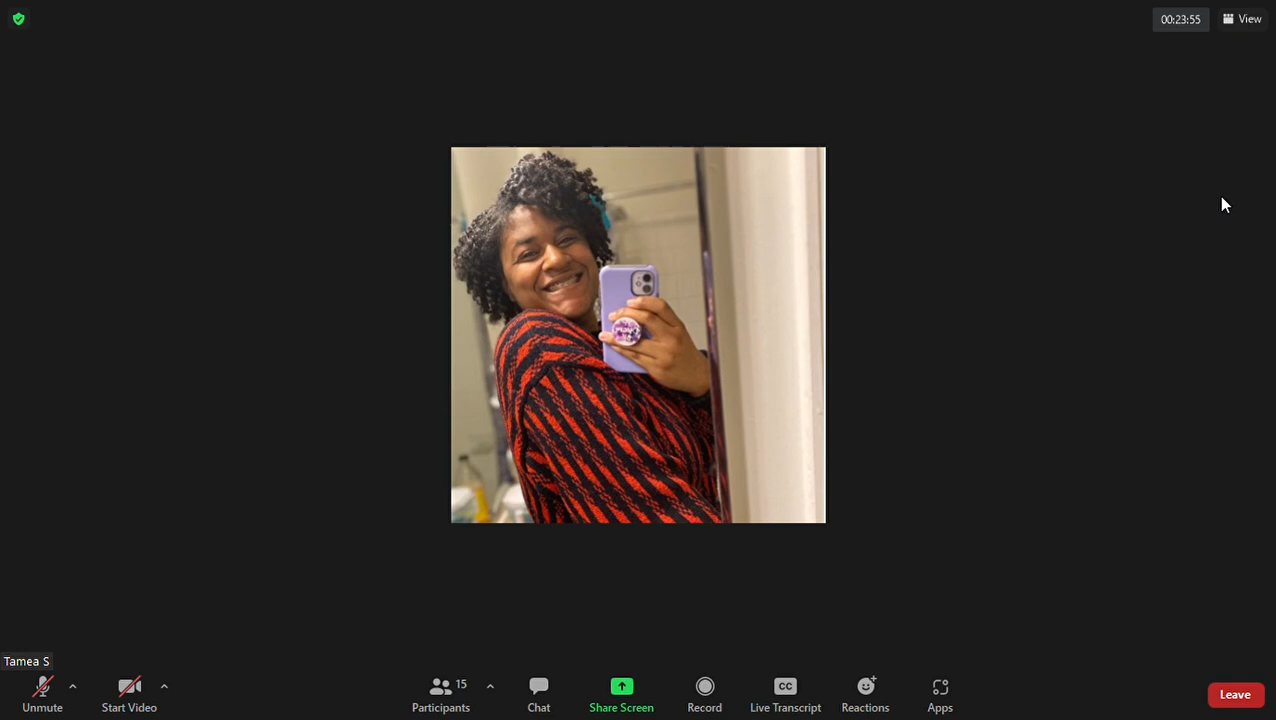 00:23:55 View
Tamea S
Unmute Start Video Participants 15 Chat Share Screen Record CC Live Transcript Reactions Apps Leave